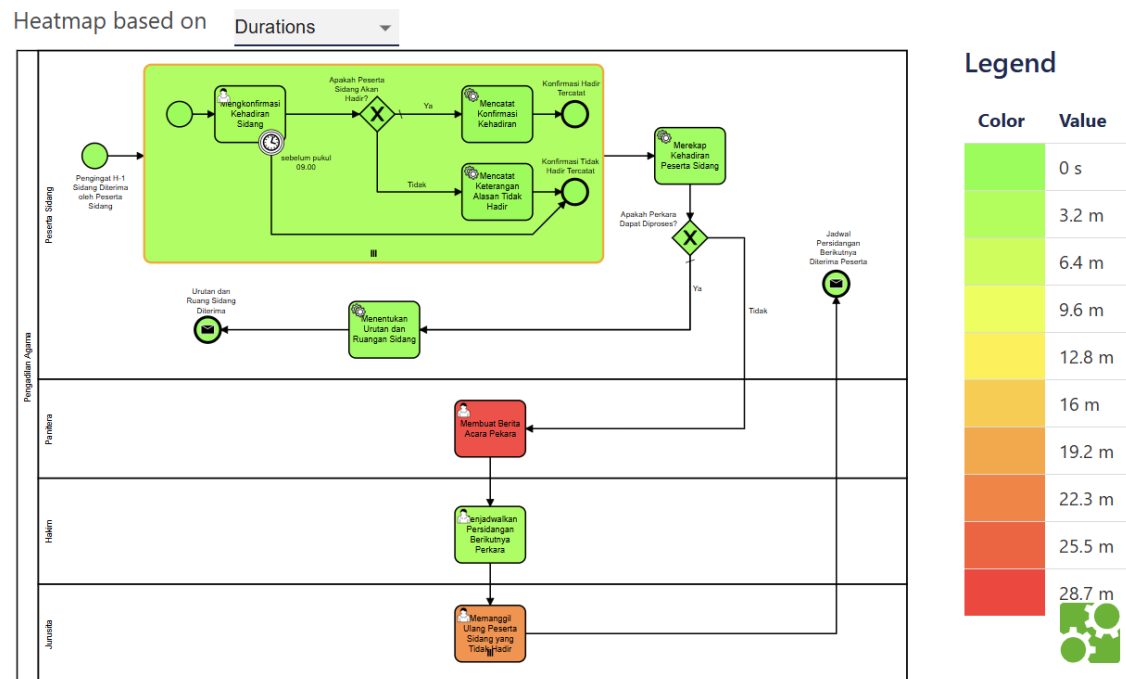 Heatmap based on Durations
Legend
Color Value
0 s
3.2 m
6.4 m
9.6 m
12.8 m
16 m
19.2 m
22.3 m
25.5 m
28.7 m
Pengadilan Agama
Peserta Sidang
Pengingat H-1
Sidang Diterima
oleh Peserta
Sidang
Mengkonfirmasi
Kehadiran
Sidang
sebelum pukul
09.00
Apakah Peserta
Sidang Akan
Hadir?
Ya
Tidak
Mencatat
Konfirmasi
Kehadiran
Konfirmasi Hadir
Tercatat
Mencatat
Keterangan
Alasan Tidak
Hadir
Konfirmasi Tidak
Hadir Tercatat
Merekap
Kehadiran
Peserta Sidang
Apakah Perkara
Dapat Diproses?
Ya
Tidak
Jadwal
Persidangan
Berikutnya
Diterima Peserta
Urutan dan
Ruang Sidang
Diterima
Menentukan
Urutan dan
Ruangan Sidang
Panitera
Membuat Berita
Acara Pekara
Hakim
Menjadwalkan
Persidangan
Berikutnya
Perkara
Jurusita
Memanggil
Ulang Peserta
Sidang yang
Tidak Hadir